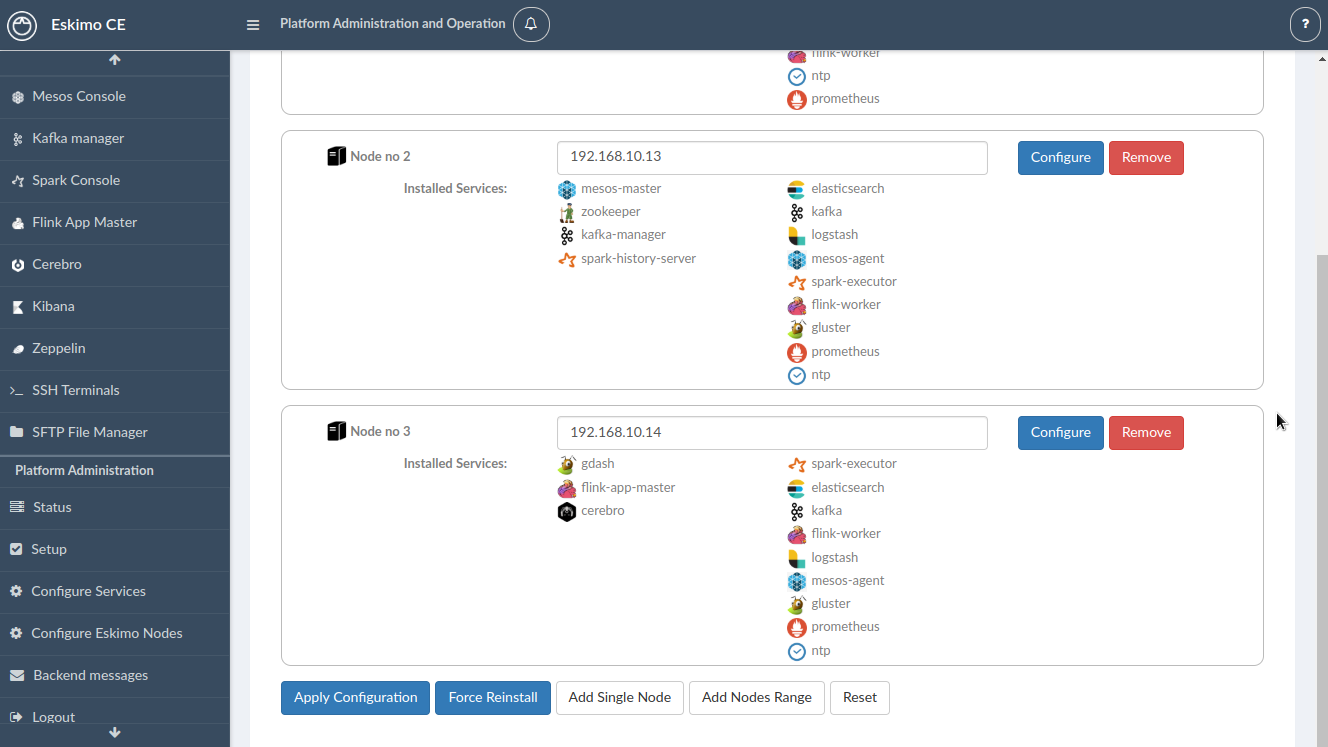 Eskimo CE
Platform Administration and Operation
?
Mesos Console
Kafka manager
Spark Console
Flink App Master
Cerebro
Kibana
Zeppelin
SSH Terminals
SFTP File Manager
Platform Administration
Status
Setup
Configure Services
Configure Eskimo Nodes
Backend messages
Logout
flink-worker
ntp
prometheus
Node no 2
192.168.10.13
Configure
Remove
Installed Services:
mesos-master
zookeeper
kafka-manager
spark-history-server
elasticsearch
kafka
logstash
mesos-agent
spark-executor
flink-worker
gluster
prometheus
ntp
Node no 3
192.168.10.14
Configure
Remove
Installed Services:
gdash
flink-app-master
cerebro
spark-executor
elasticsearch
kafka
flink-worker
logstash
mesos-agent
gluster
prometheus
ntp
Apply Configuration
Force Reinstall
Add Single Node
Add Nodes Range
Reset